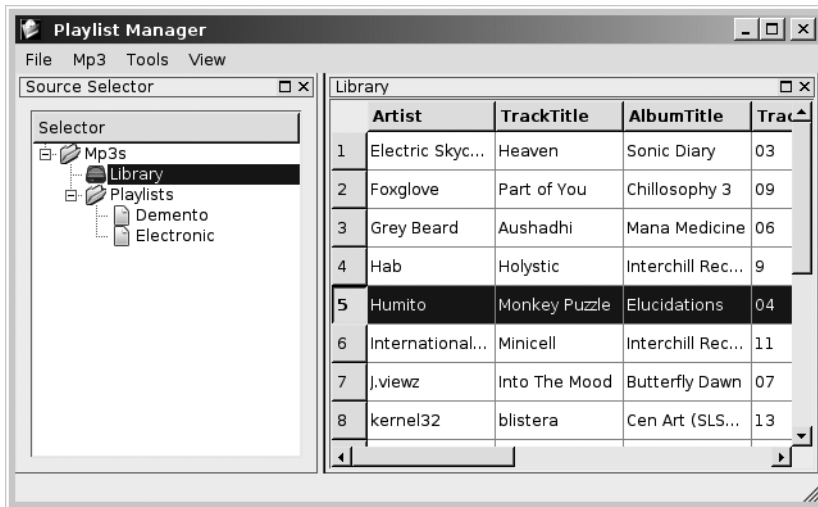 Playlist Manager
File Mp3 Tools View
Source Selector
Selector
Mp3s
Library
Playlists
Demento
Electronic
Library
Artist TrackTitle AlbumTitle Trac
1 Electric Skyc... Heaven Sonic Diary 03
2 Foxglove Part of You Chillosophy 3 09
3 Grey Beard Aushadhi Mana Medicine 06
4 Hab Holystic Interchill Rec... 9
5 Humito Monkey Puzzle Elucidations 04
6 International... Minicell Interchill Rec... 11
7 J.viewz Into The Mood Butterfly Dawn 07
8 kernel32 blistera Cen Art (SLS... 13